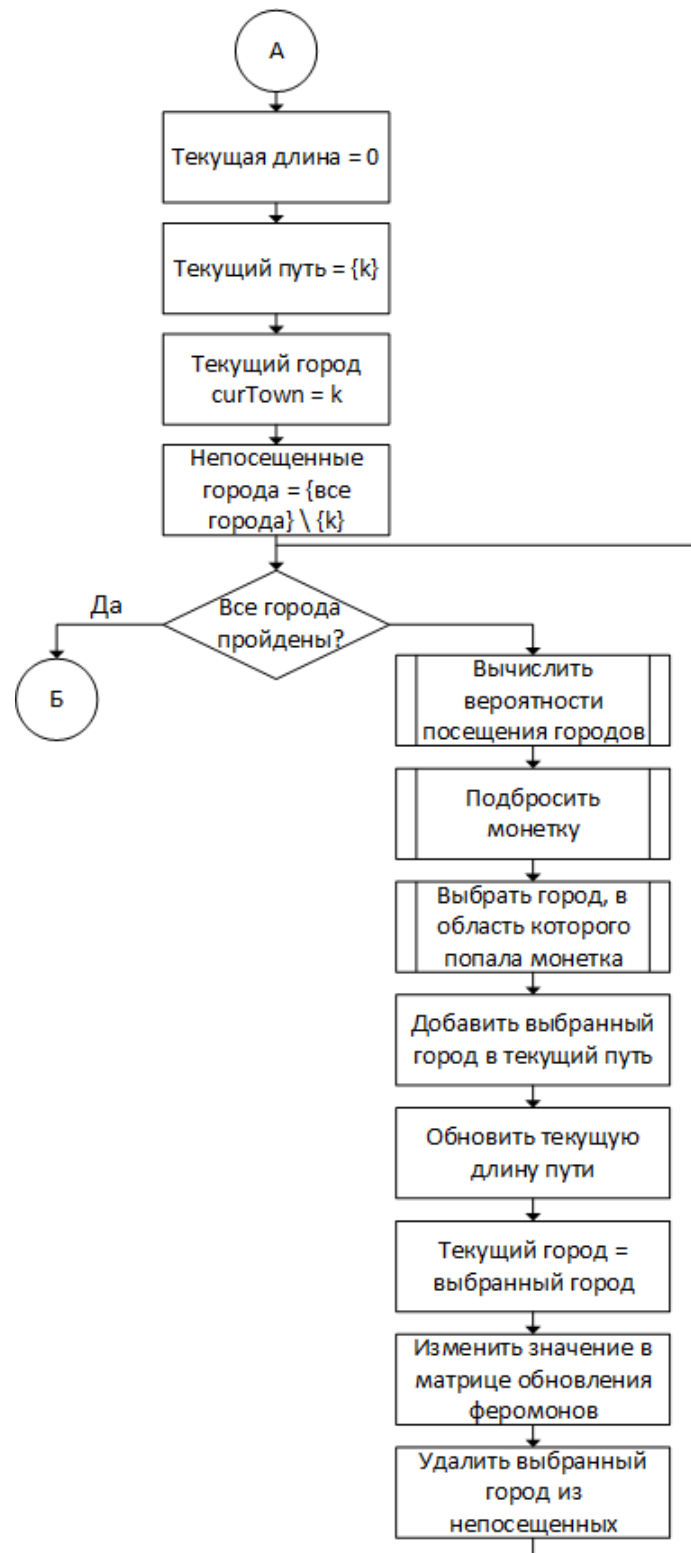 А
Текущая длина = 0
Текущий путь = {k}
Текущий город
curTown = k
Непосещенные
города = {все
города} \ {k}
Да
Все города
пройдены?
Б
Вычислить
вероятности
посещения городов
Подбросить
монетку
Выбрать город, в
область которого
попала монетка
Добавить выбранный
город в текущий путь
Обновить текущую
длину пути
Текущий город =
выбранный город
Изменить значение в
матрице обновления
феромонов
Удалить выбранный
город из
непосещенных